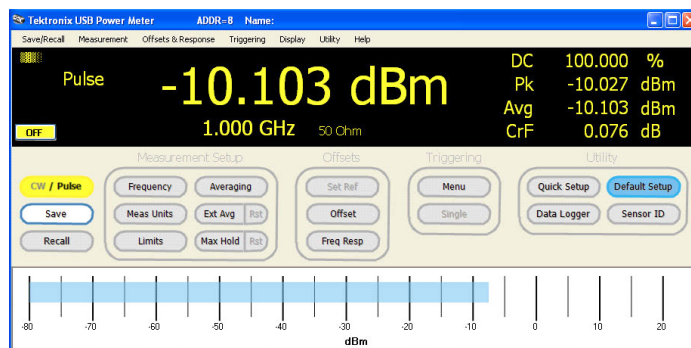 Tektronix USB Power Meter ADDR=8 Name:
Save/Recall Measurement Offsets & Response Triggering Display Utility Help
Pulse
-10.103 dBm
OFF
1.000 GHz 50 Ohm
DC 100.000 %
Pk -10.027 dBm
Avg -10.103 dBm
CrF 0.076 dB
Measurement Setup Offsets Triggering Utility
CW / Pulse Frequency Averaging Set Ref Menu Quick Setup Default Setup
Save Meas Units Ext Avg Rst Offset Single Data Logger Sensor ID
Recall Limits Max Hold Rst Freq Resp
-80 -70 -60 -50 -40 -30 -20 -10 0 10 20
dBm